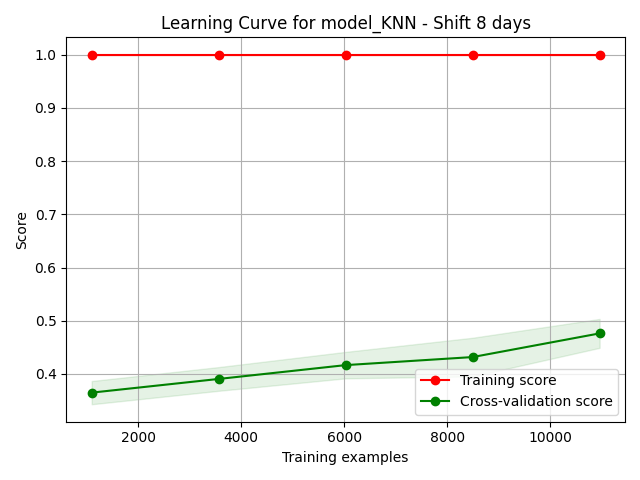 Learning Curve for model_KNN - Shift 8 days
1.0
0.9
0.8
0.7
0.6
0.5
0.4
Score
2000 4000 6000 8000 10000
Training examples
Training score
Cross-validation score